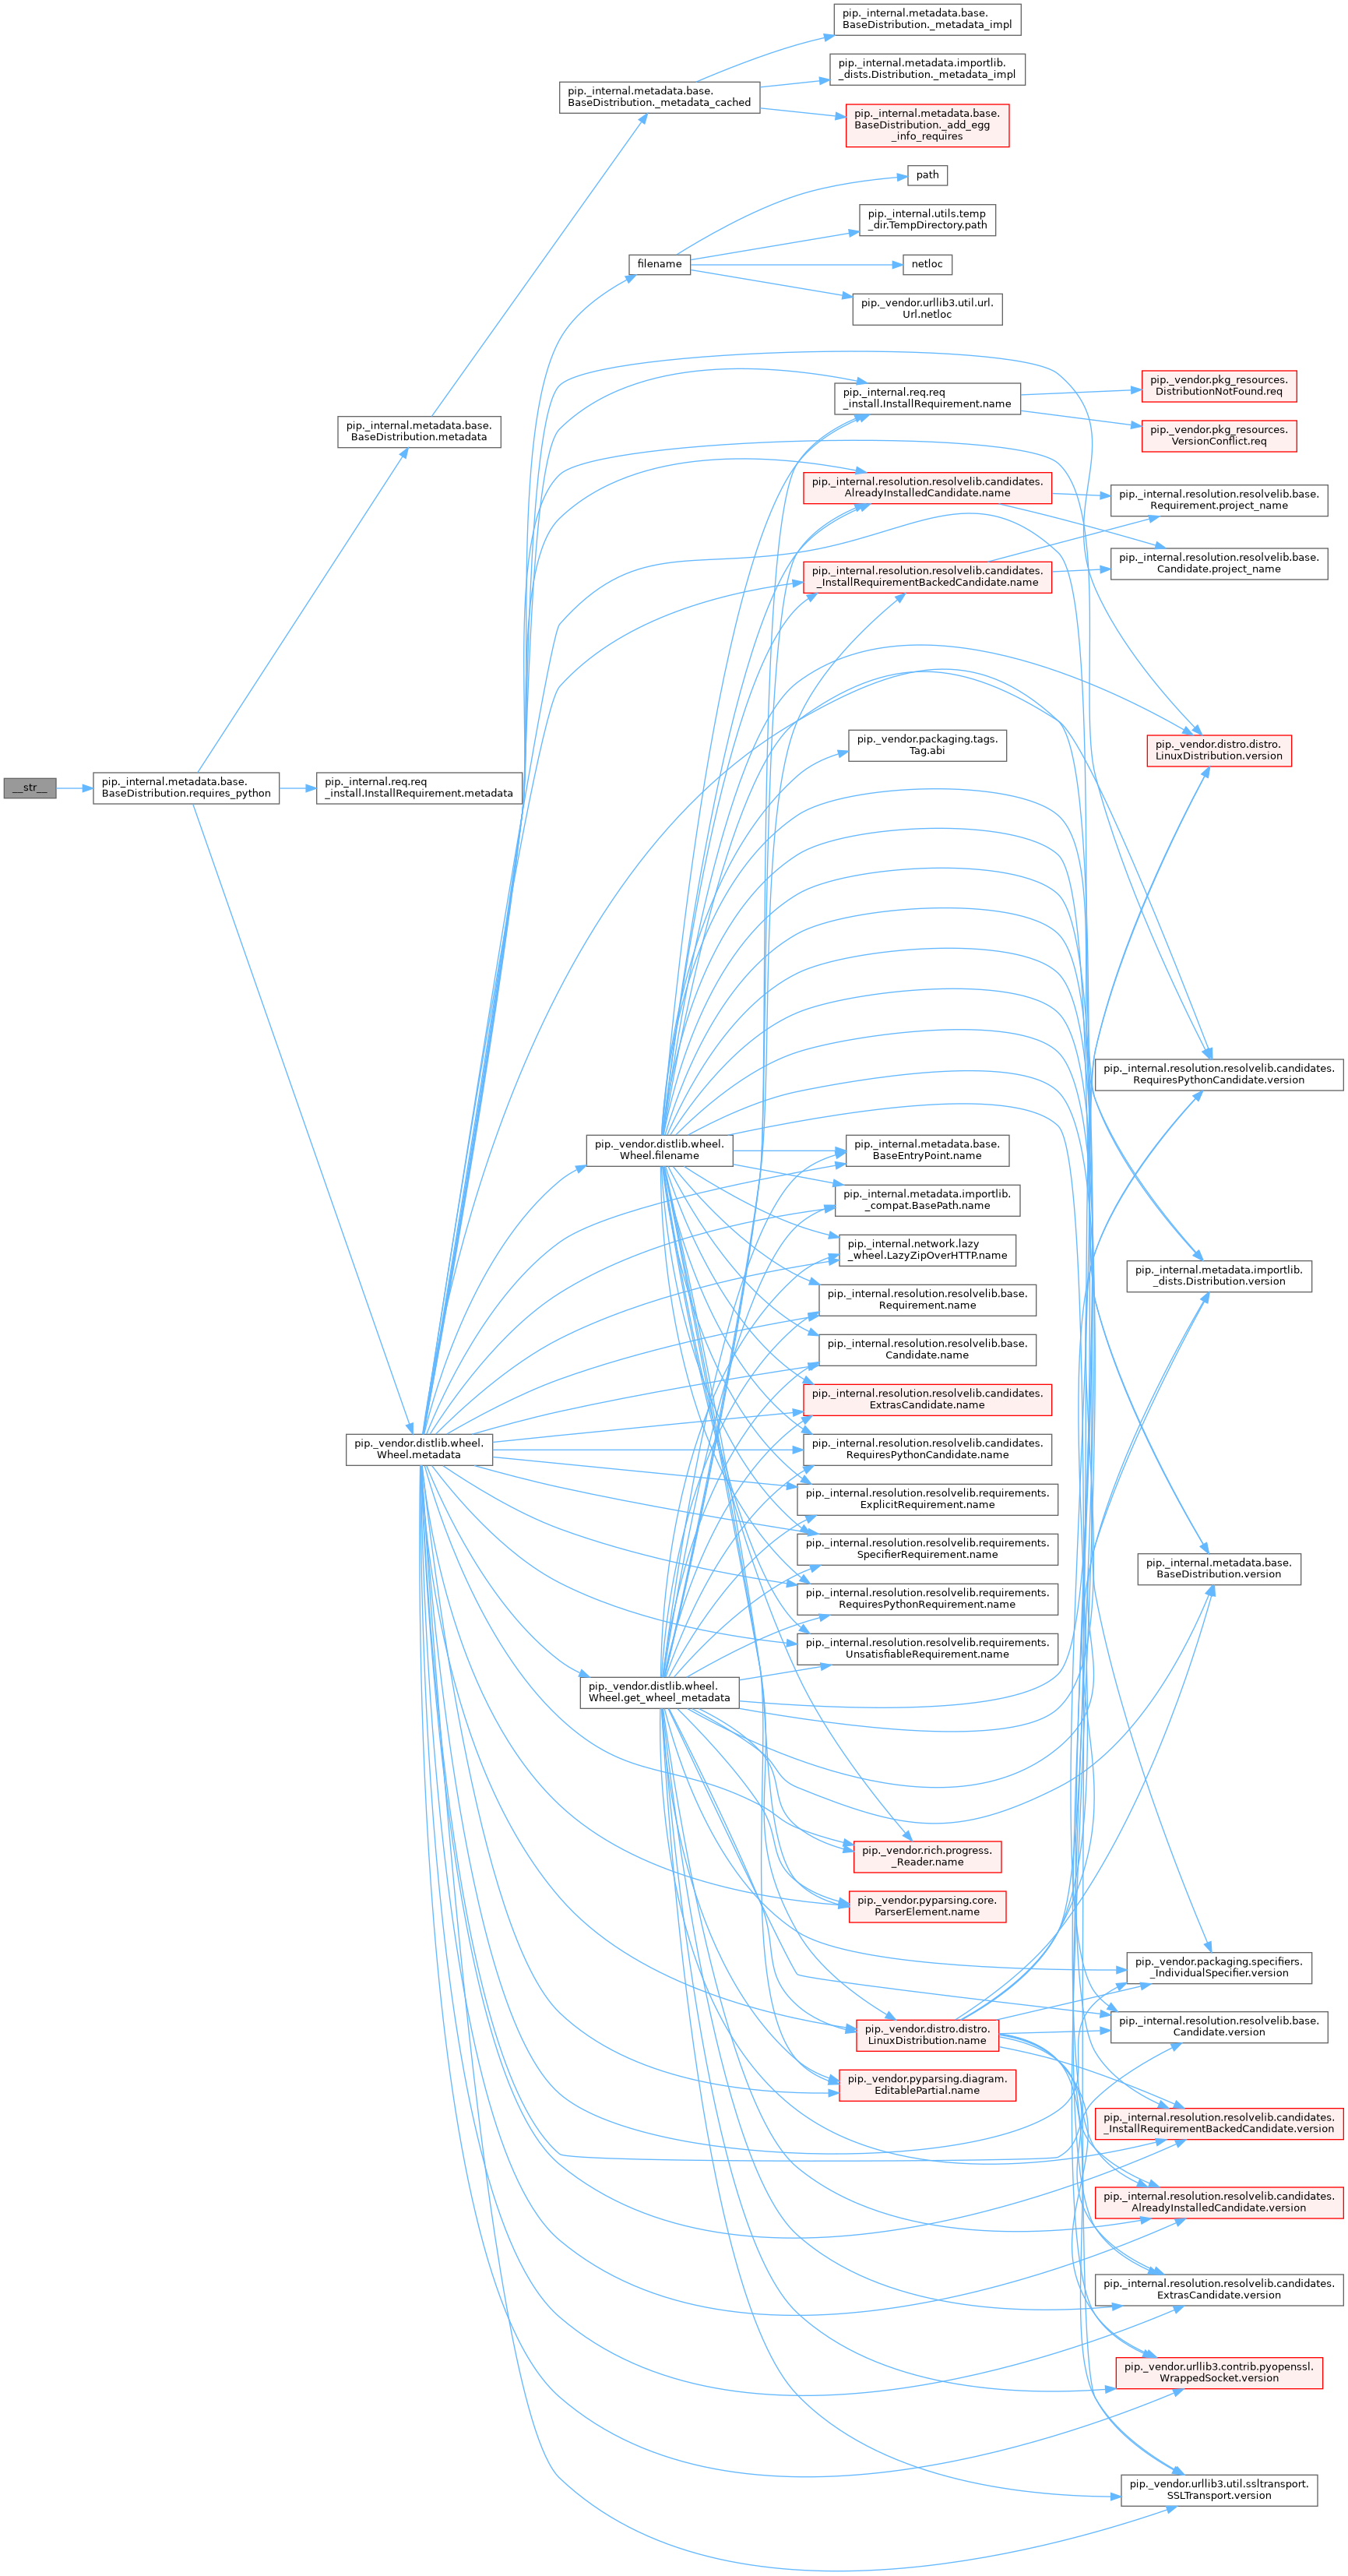 pip._internal.metadata.base.
BaseDistribution._metadata_impl
pip._internal.metadata.importlib.
_dists.Distribution._metadata_impl
pip._internal.metadata.base.
BaseDistribution._metadata_cached
pip._internal.metadata.base.
BaseDistribution._add_egg
_info_requires
path
pip._internal.utils.temp
_dir.TempDirectory.path
filename
netloc
pip._vendor.urllib3.util.url.
Url.netloc
pip._internal.req.req
_install.InstallRequirement.name
pip._vendor.pkg_resources.
DistributionNotFound.req
pip._internal.metadata.base.
BaseDistribution.metadata
pip._vendor.pkg_resources.
VersionConflict.req
pip._internal.resolution.resolvelib.candidates.
AlreadyInstalledCandidate.name
pip._internal.resolution.resolvelib.base.
Requirement.project_name
pip._internal.resolution.resolvelib.candidates.
_InstallRequirementBackedCandidate.name
pip._internal.resolution.resolvelib.base.
Candidate.project_name
pip._vendor.packaging.tags.
Tag.abi
pip._vendor.distro.distro.
LinuxDistribution.version
__str__
pip._internal.metadata.base.
BaseDistribution.requires_python
pip._internal.req.req
_install.InstallRequirement.metadata
pip._internal.resolution.resolvelib.candidates.
RequiresPythonCandidate.version
pip._vendor.distlib.wheel.
Wheel.filename
pip._internal.metadata.base.
BaseEntryPoint.name
pip._internal.metadata.importlib.
_compat.BasePath.name
pip._internal.network.lazy
_wheel.LazyZipOverHTTP.name
pip._internal.metadata.importlib.
_dists.Distribution.version
pip._internal.resolution.resolvelib.base.
Requirement.name
pip._internal.resolution.resolvelib.base.
Candidate.name
pip._internal.resolution.resolvelib.candidates.
ExtrasCandidate.name
pip._vendor.distlib.wheel.
Wheel.metadata
pip._internal.resolution.resolvelib.candidates.
RequiresPythonCandidate.name
pip._internal.resolution.resolvelib.requirements.
ExplicitRequirement.name
pip._internal.resolution.resolvelib.requirements.
SpecifierRequirement.name
pip._internal.metadata.base.
BaseDistribution.version
pip._internal.resolution.resolvelib.requirements.
RequiresPythonRequirement.name
pip._internal.resolution.resolvelib.requirements.
UnsatisfiableRequirement.name
pip._vendor.distlib.wheel.
Wheel.get_wheel_metadata
pip._vendor.rich.progress.
_Reader.name
pip._vendor.pyparsing.core.
ParserElement.name
pip._vendor.packaging.specifiers.
_IndividualSpecifier.version
pip._vendor.distro.distro.
LinuxDistribution.name
pip._internal.resolution.resolvelib.base.
Candidate.version
pip._vendor.pyparsing.diagram.
EditablePartial.name
pip._internal.resolution.resolvelib.candidates.
_InstallRequirementBackedCandidate.version
pip._internal.resolution.resolvelib.candidates.
AlreadyInstalledCandidate.version
pip._internal.resolution.resolvelib.candidates.
ExtrasCandidate.version
pip._vendor.urllib3.contrib.pyopenssl.
WrappedSocket.version
pip._vendor.urllib3.util.ssltransport.
SSLTransport.version